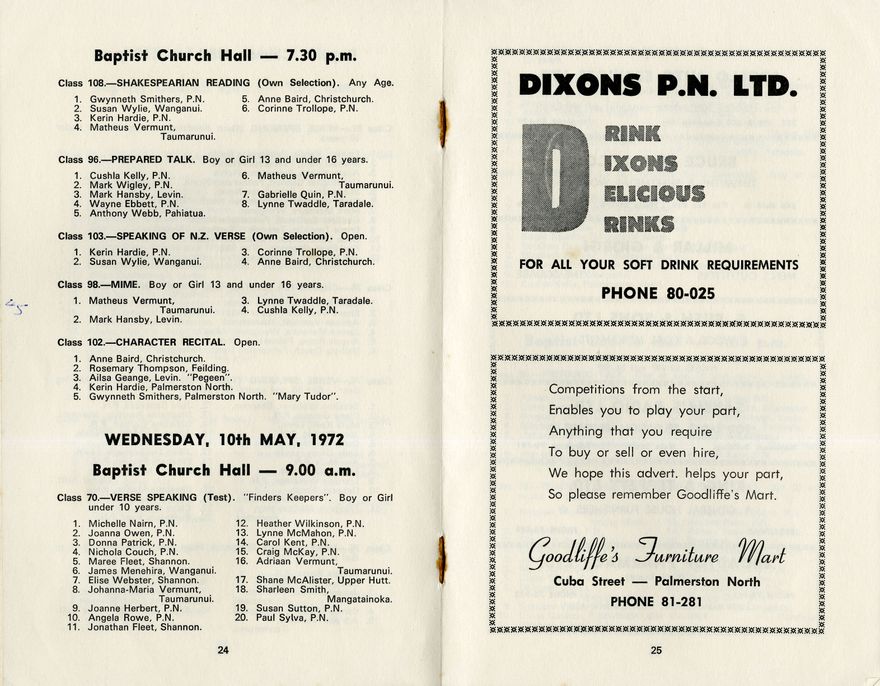 Baptist Church Hall — 7.30 p.m.
Class 108.—SHAKESPEARIAN READING (Own Selection). Any Age.
1. Gwynneth Smithers, P.N.
2. Susan Wylie, Wanganui.
3. Kerin Hardie, P.N.
4. Matheus Vermunt,
Taumarunui.
5. Anne Baird, Christchurch.
6. Corinne Trollope, P.N.
Class 96.—PREPARED TALK. Boy or Girl 13 and under 16 years.
1. Cushla Kelly, P.N.
2. Mark Wigley, P.N.
3. Mark Hansby, Levin.
4. Wayne Ebbett, P.N.
5. Anthony Webb, Pahiatua.
6. Matheus Vermunt,
Taumarunui.
7. Gabrielle Quin, P.N.
8. Lynne Twaddle, Taradale.
Class 103.—SPEAKING OF N.Z. VERSE (Own Selection). Open.
1. Kerin Hardie, P.N.
2. Susan Wylie, Wanganui.
3. Corinne Trollope, P.N.
4. Anne Baird, Christchurch.
Class 98.—MIME. Boy or Girl 13 and under 16 years.
1. Matheus Vermunt,
Taumarunui.
2. Mark Hansby, Levin.
3. Lynne Twaddle, Taradale.
4. Cushla Kelly, P.N.
Class 102.—CHARACTER RECITAL. Open.
1. Anne Baird, Christchurch.
2. Rosemary Thompson, Feilding.
3. Ailsa Geange, Levin. "Pegeen".
4. Kerin Hardie, Palmerston North.
5. Gwynneth Smithers, Palmerston North. "Mary Tudor".
WEDNESDAY, 10th MAY, 1972
Baptist Church Hall — 9.00 a.m.
Class 70.—VERSE SPEAKING (Test). "Finders Keepers". Boy or Girl
under 10 years.
1. Michelle Nairn, P.N.
2. Joanna Owen, P.N.
3. Donna Patrick, P.N.
4. Nichola Couch, P.N.
5. Maree Fleet, Shannon.
6. James Menehira, Wanganui.
7. Elise Webster, Shannon.
8. Johanna-Maria Vermunt,
Taumarunui.
9. Joanne Herbert, P.N.
10. Angela Rowe, P.N.
11. Jonathan Fleet, Shannon.
12. Heather Wilkinson, P.N.
13. Lynne McMahon, P.N.
14. Carol Kent, P.N.
15. Craig McKay, P.N.
16. Adriaan Vermunt,
Taumarunui.
17. Shane McAlister, Upper Hutt.
18. Sharleen Smith,
Mangatainoka.
19. Susan Sutton, P.N.
20. Paul Sylva, P.N.
24
DIXONS P.N. LTD.
DRINK
IXONS
ELICIOUS
RINKS
FOR ALL YOUR SOFT DRINK REQUIREMENTS
PHONE 80-025
Competitions from the start,
Enables you to play your part,
Anything that you require
To buy or sell or even hire,
We hope this advert. helps your part,
So please remember Goodliffe's Mart.
Goodliffe's Furniture Mart
Cuba Street — Palmerston North
PHONE 81-281
25